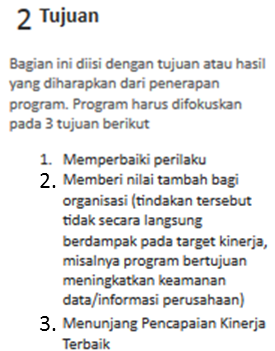 2 Tujuan
Bagian ini diisi dengan tujuan atau hasil
yang diharapkan dari penerapan
program. Program harus difokuskan
pada 3 tujuan berikut
1. Memperbaiki perilaku
2. Memberi nilai tambah bagi
organisasi (tindakan tersebut
tidak secara langsung
berdampak pada target kinerja,
misalnya program bertujuan
meningkatkan keamanan
data/informasi perusahaan)
3. Menunjang Pencapaian Kinerja
Terbaik